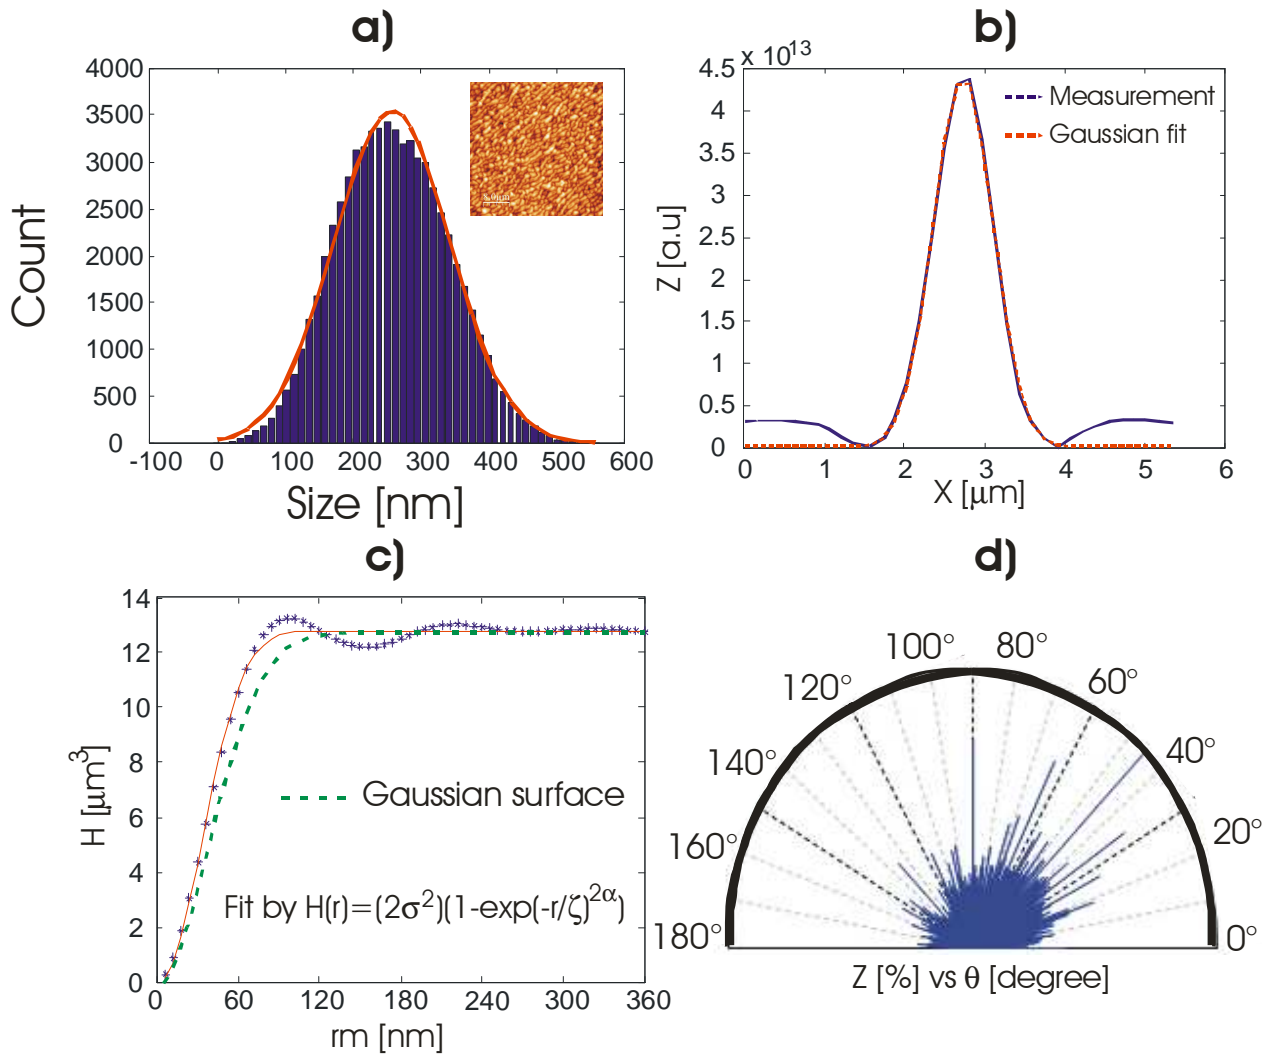 a)
4000
3500
3000
2500
2000
1500
1000
500
0
Count
-100 0 100 200 300 400 500 600
Size [nm]
b)
x 10^13
4.5
4
3.5
3
2.5
2
1.5
1
0.5
0
Z [a.u]
Measurement
Gaussian fit
0 1 2 3 4 5 6
X [μm]
c)
14
12
10
8
6
4
2
0
H [μm³]
Gaussian surface
Fit by H(r)=(2σ²)(1-exp(-r/ζ)^2α)
0 60 120 180 240 300 360
rm [nm]
d)
100° 80°
120° 60°
140° 40°
160° 20°
180° 0°
Z [%] vs θ [degree]